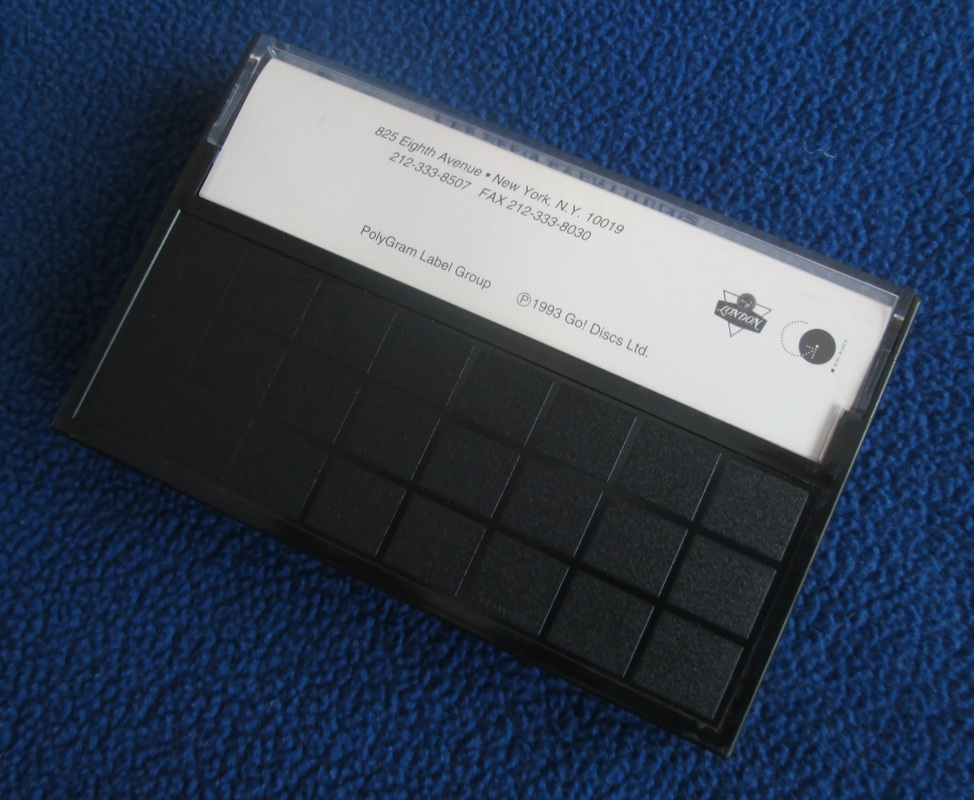 825 Eighth Avenue • New York, N.Y. 10019
212-333-8507 FAX 212-333-8030
PolyGram Label Group ℗ 1993 Go! Discs Ltd.
LONDON